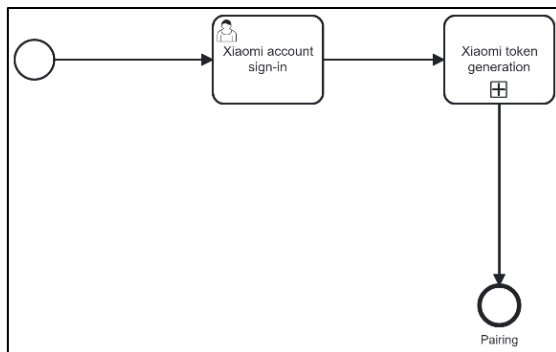 Xiaomi account
sign-in
Xiaomi token
generation
Pairing